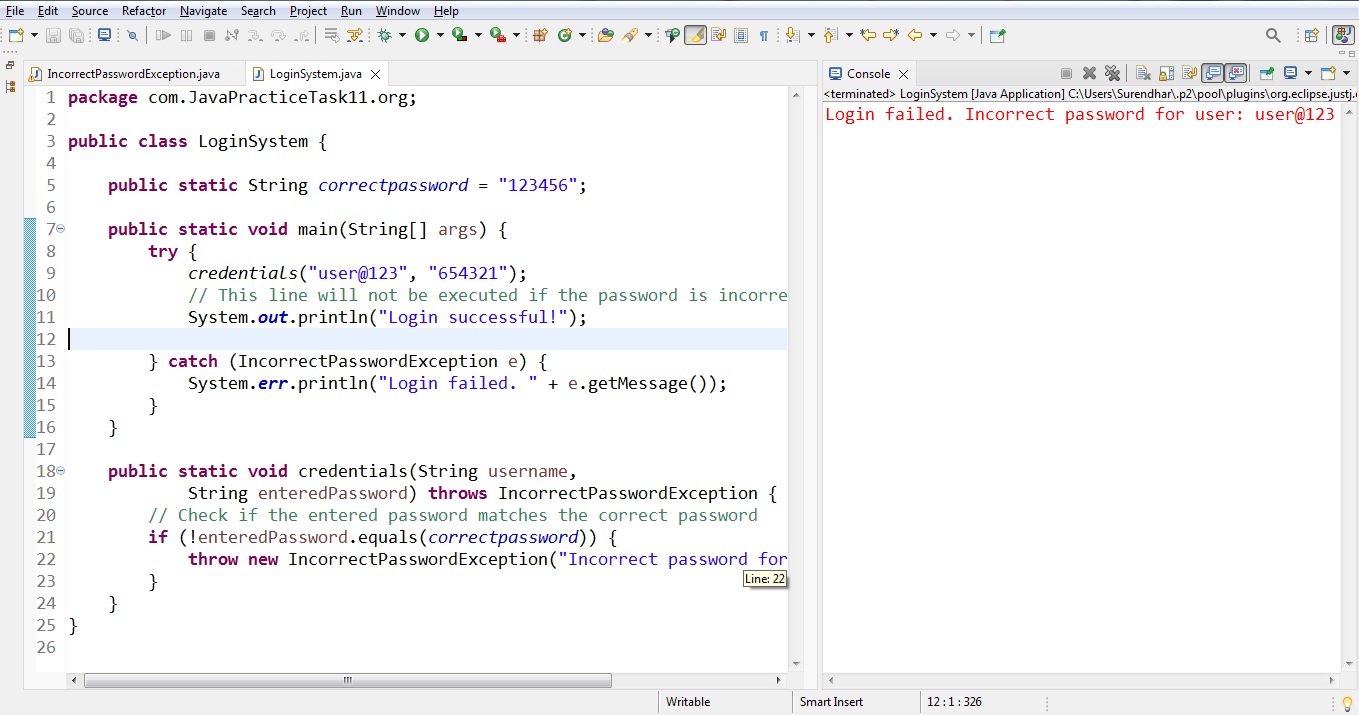 File Edit Source Refactor Navigate Search Project Run Window Help
IncorrectPasswordException.java LoginSystem.java
1 package com.JavaPracticeTask11.org;
2
3 public class LoginSystem {
4
5 public static String correctpassword = "123456";
6
7 public static void main(String[] args) {
8 try {
9 credentials("user@123", "654321");
10 // This line will not be executed if the password is incorre
11 System.out.println("Login successful!");
12
13 } catch (IncorrectPasswordException e) {
14 System.err.println("Login failed. " + e.getMessage());
15 }
16 }
17
18 public static void credentials(String username,
19 String enteredPassword) throws IncorrectPasswordException {
20 // Check if the entered password matches the correct password
21 if (!enteredPassword.equals(correctpassword)) {
22 throw new IncorrectPasswordException("Incorrect password for
Line: 22
23 }
24 }
25 }
26
Console
<terminated> LoginSystem [Java Application] C:\Users\Surendhar\.p2\pool\plugins\org.eclipse.justj.
Login failed. Incorrect password for user: user@123
Writable Smart Insert 12 : 1 : 326